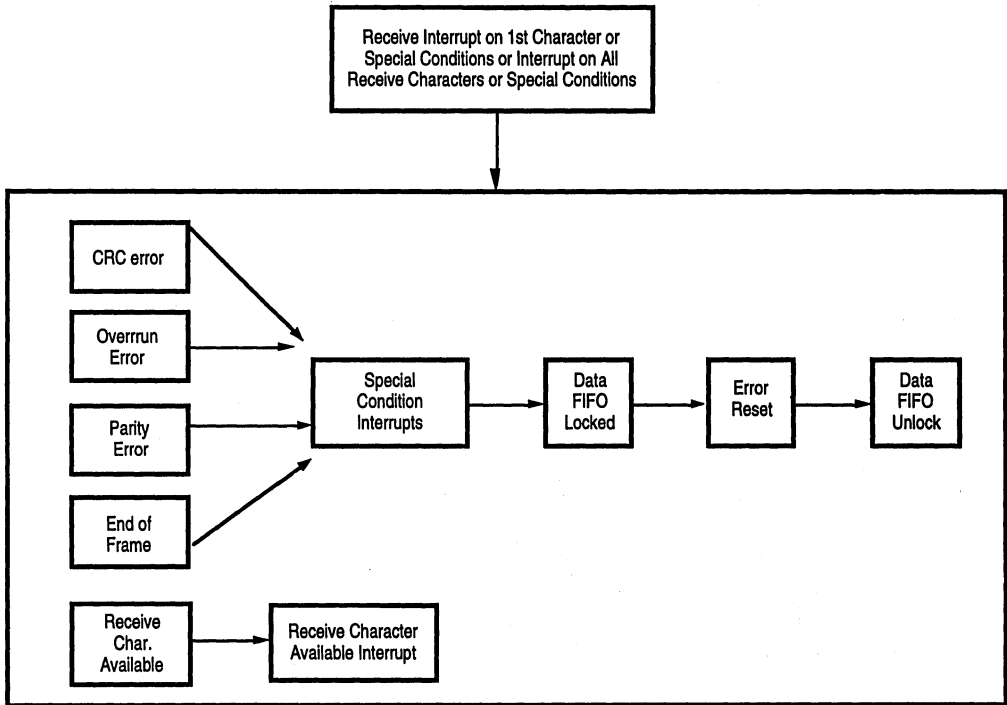 Receive Interrupt on 1st Character or
Special Conditions or Interrupt on All
Receive Characters or Special Conditions
CRC error
Overrrun
Error
Parity
Error
End of
Frame
Special
Condition
Interrupts
Data
FIFO
Locked
Error
Reset
Data
FIFO
Unlock
Receive
Char.
Available
Receive Character
Available Interrupt